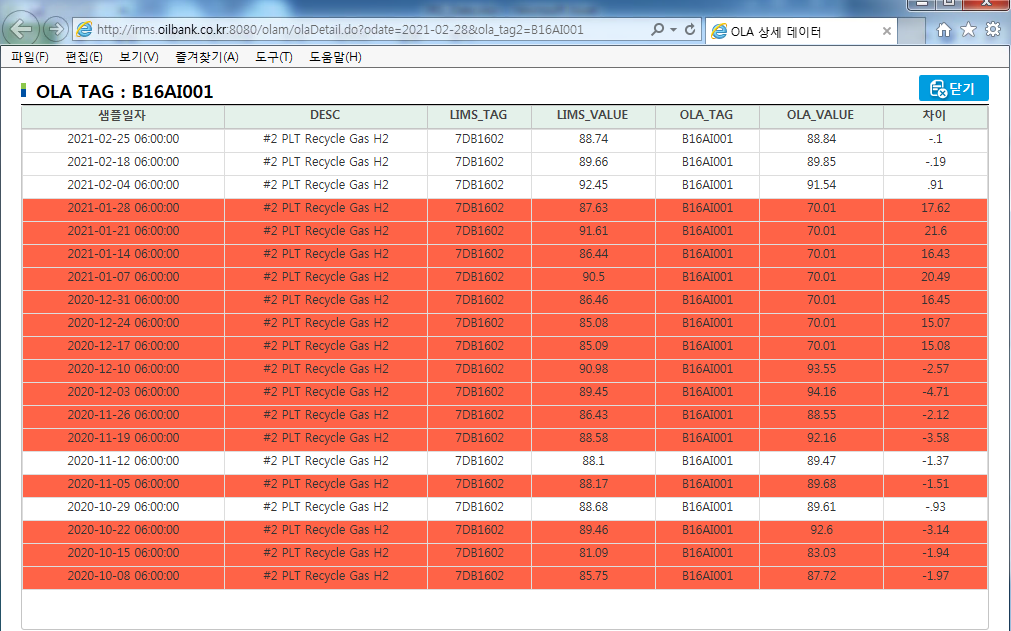 http://irms.oilbank.co.kr:8080/olam/olaDetail.do?odate=2021-02-28&ola_tag2=B16AI001
OLA 상세 데이터
파일(F) 편집(E) 보기(V) 즐겨찾기(A) 도구(T) 도움말(H)
OLA TAG : B16AI001
닫기
샘플일자 DESC LIMS_TAG LIMS_VALUE OLA_TAG OLA_VALUE 차이
2021-02-25 06:00:00 #2 PLT Recycle Gas H2 7DB1602 88.74 B16AI001 88.84 -.1
2021-02-18 06:00:00 #2 PLT Recycle Gas H2 7DB1602 89.66 B16AI001 89.85 -.19
2021-02-04 06:00:00 #2 PLT Recycle Gas H2 7DB1602 92.45 B16AI001 91.54 .91
2021-01-28 06:00:00 #2 PLT Recycle Gas H2 7DB1602 87.63 B16AI001 70.01 17.62
2021-01-21 06:00:00 #2 PLT Recycle Gas H2 7DB1602 91.61 B16AI001 70.01 21.6
2021-01-14 06:00:00 #2 PLT Recycle Gas H2 7DB1602 86.44 B16AI001 70.01 16.43
2021-01-07 06:00:00 #2 PLT Recycle Gas H2 7DB1602 90.5 B16AI001 70.01 20.49
2020-12-31 06:00:00 #2 PLT Recycle Gas H2 7DB1602 86.46 B16AI001 70.01 16.45
2020-12-24 06:00:00 #2 PLT Recycle Gas H2 7DB1602 85.08 B16AI001 70.01 15.07
2020-12-17 06:00:00 #2 PLT Recycle Gas H2 7DB1602 85.09 B16AI001 70.01 15.08
2020-12-10 06:00:00 #2 PLT Recycle Gas H2 7DB1602 90.98 B16AI001 93.55 -2.57
2020-12-03 06:00:00 #2 PLT Recycle Gas H2 7DB1602 89.45 B16AI001 94.16 -4.71
2020-11-26 06:00:00 #2 PLT Recycle Gas H2 7DB1602 86.43 B16AI001 88.55 -2.12
2020-11-19 06:00:00 #2 PLT Recycle Gas H2 7DB1602 88.58 B16AI001 92.16 -3.58
2020-11-12 06:00:00 #2 PLT Recycle Gas H2 7DB1602 88.1 B16AI001 89.47 -1.37
2020-11-05 06:00:00 #2 PLT Recycle Gas H2 7DB1602 88.17 B16AI001 89.68 -1.51
2020-10-29 06:00:00 #2 PLT Recycle Gas H2 7DB1602 88.68 B16AI001 89.61 -.93
2020-10-22 06:00:00 #2 PLT Recycle Gas H2 7DB1602 89.46 B16AI001 92.6 -3.14
2020-10-15 06:00:00 #2 PLT Recycle Gas H2 7DB1602 81.09 B16AI001 83.03 -1.94
2020-10-08 06:00:00 #2 PLT Recycle Gas H2 7DB1602 85.75 B16AI001 87.72 -1.97